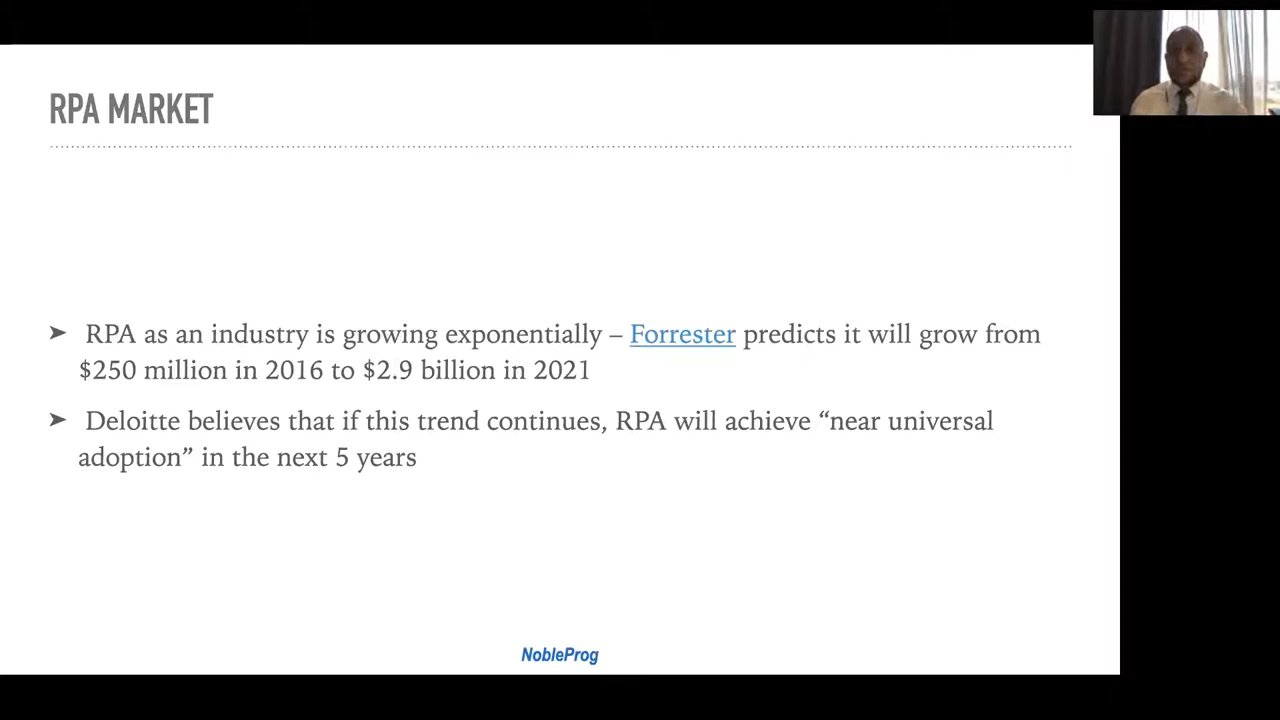 RPA MARKET
➤ RPA as an industry is growing exponentially – Forrester predicts it will grow from
$250 million in 2016 to $2.9 billion in 2021
➤ Deloitte believes that if this trend continues, RPA will achieve “near universal
adoption” in the next 5 years
NobleProg